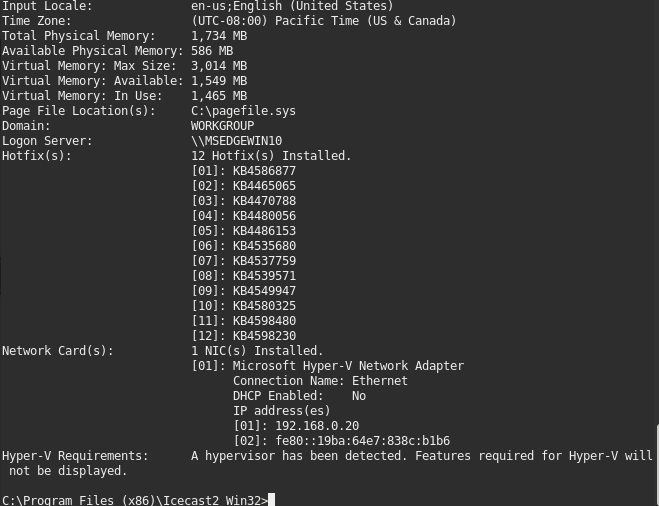 Input Locale:              en-us;English (United States)
Time Zone:                 (UTC-08:00) Pacific Time (US & Canada)
Total Physical Memory:     1,734 MB
Available Physical Memory: 586 MB
Virtual Memory: Max Size:  3,014 MB
Virtual Memory: Available: 1,549 MB
Virtual Memory: In Use:    1,465 MB
Page File Location(s):     C:\pagefile.sys
Domain:                    WORKGROUP
Logon Server:              \\MSEDGEWIN10
Hotfix(s):                 12 Hotfix(s) Installed.
                           [01]: KB4586877
                           [02]: KB4465065
                           [03]: KB4470788
                           [04]: KB4480056
                           [05]: KB4486153
                           [06]: KB4535680
                           [07]: KB4537759
                           [08]: KB4539571
                           [09]: KB4549947
                           [10]: KB4580325
                           [11]: KB4598480
                           [12]: KB4598230
Network Card(s):           1 NIC(s) Installed.
                           [01]: Microsoft Hyper-V Network Adapter
                                 Connection Name: Ethernet
                                 DHCP Enabled:    No
                                 IP address(es)
                                 [01]: 192.168.0.20
                                 [02]: fe80::19ba:64e7:838c:b1b6
Hyper-V Requirements:      A hypervisor has been detected. Features required for Hyper-V will
 not be displayed.
C:\Program Files (x86)\Icecast2 Win32>